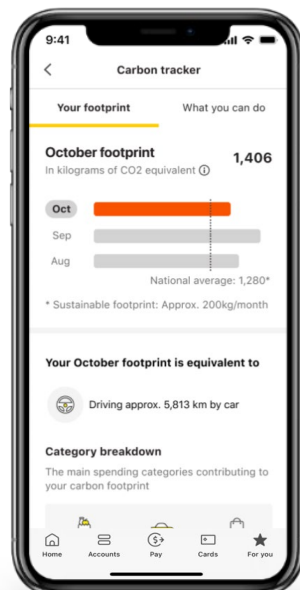 9:41
Carbon tracker
Your footprint
What you can do
October footprint
1,406
In kilograms of CO2 equivalent
Oct
Sep
Aug
National average: 1,280*
* Sustainable footprint: Approx. 200kg/month
Your October footprint is equivalent to
Driving approx. 5,813 km by car
Category breakdown
The main spending categories contributing to
your carbon footprint
Home
Accounts
Pay
Cards
For you